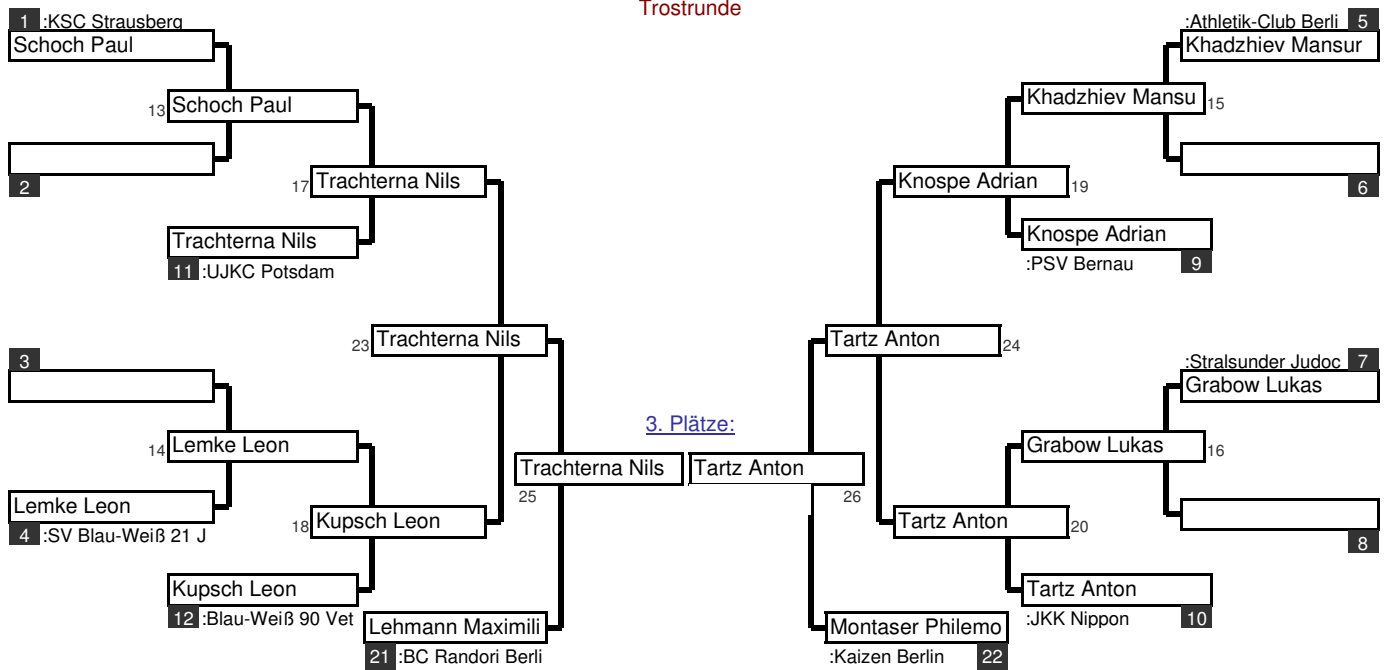 Trostrunde
1 :KSC Strausberg
:Athletik-Club Berli 5
Schoch Paul
Khadzhiev Mansur
13 Schoch Paul
Khadzhiev Mansu 15
2
17 Trachterna Nils
Knospe Adrian 19
6
Trachterna Nils
Knospe Adrian
11 :UJKC Potsdam
:PSV Bernau 9
23 Trachterna Nils
Tartz Anton 24
3
:Stralsunder Judoc 7
Grabow Lukas
3. Plätze:
14 Lemke Leon
Grabow Lukas 16
Trachterna Nils
Tartz Anton
25
26
Lemke Leon
4 :SV Blau-Weiß 21 J
18 Kupsch Leon
Tartz Anton 20
8
Kupsch Leon
Tartz Anton
12 :Blau-Weiß 90 Vet
:JKK Nippon 10
Lehmann Maximili
Montaser Philemo
21 :BC Randori Berli
:Kaizen Berlin 22